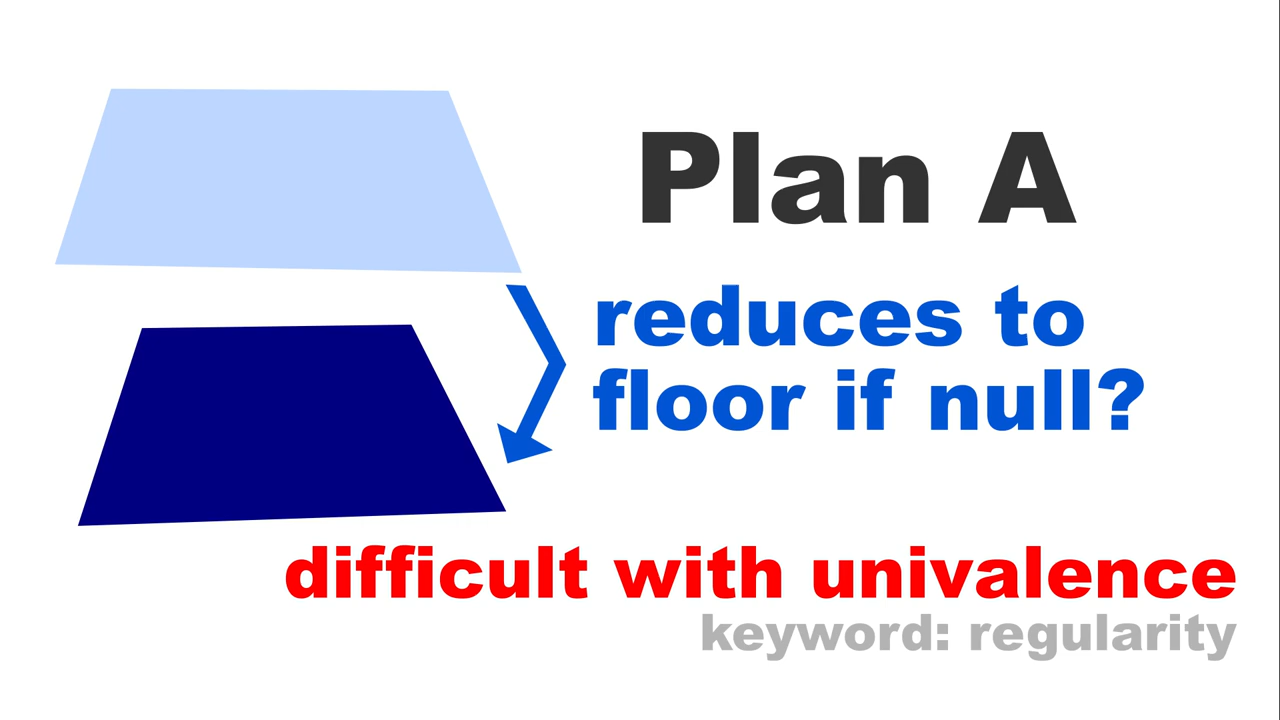 Plan A
reduces to
floor if null?
difficult with univalence
keyword: regularity